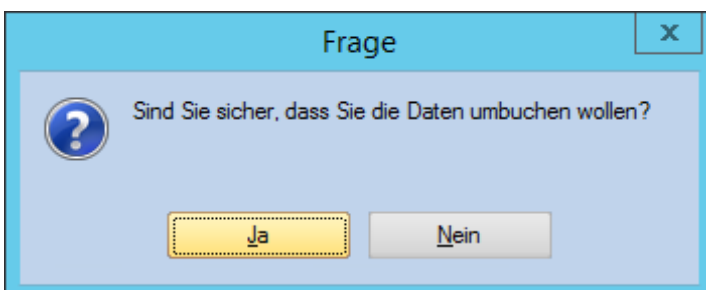 Frage
x
Sind Sie sicher, dass Sie die Daten umbuchen wollen?
Ja
Nein